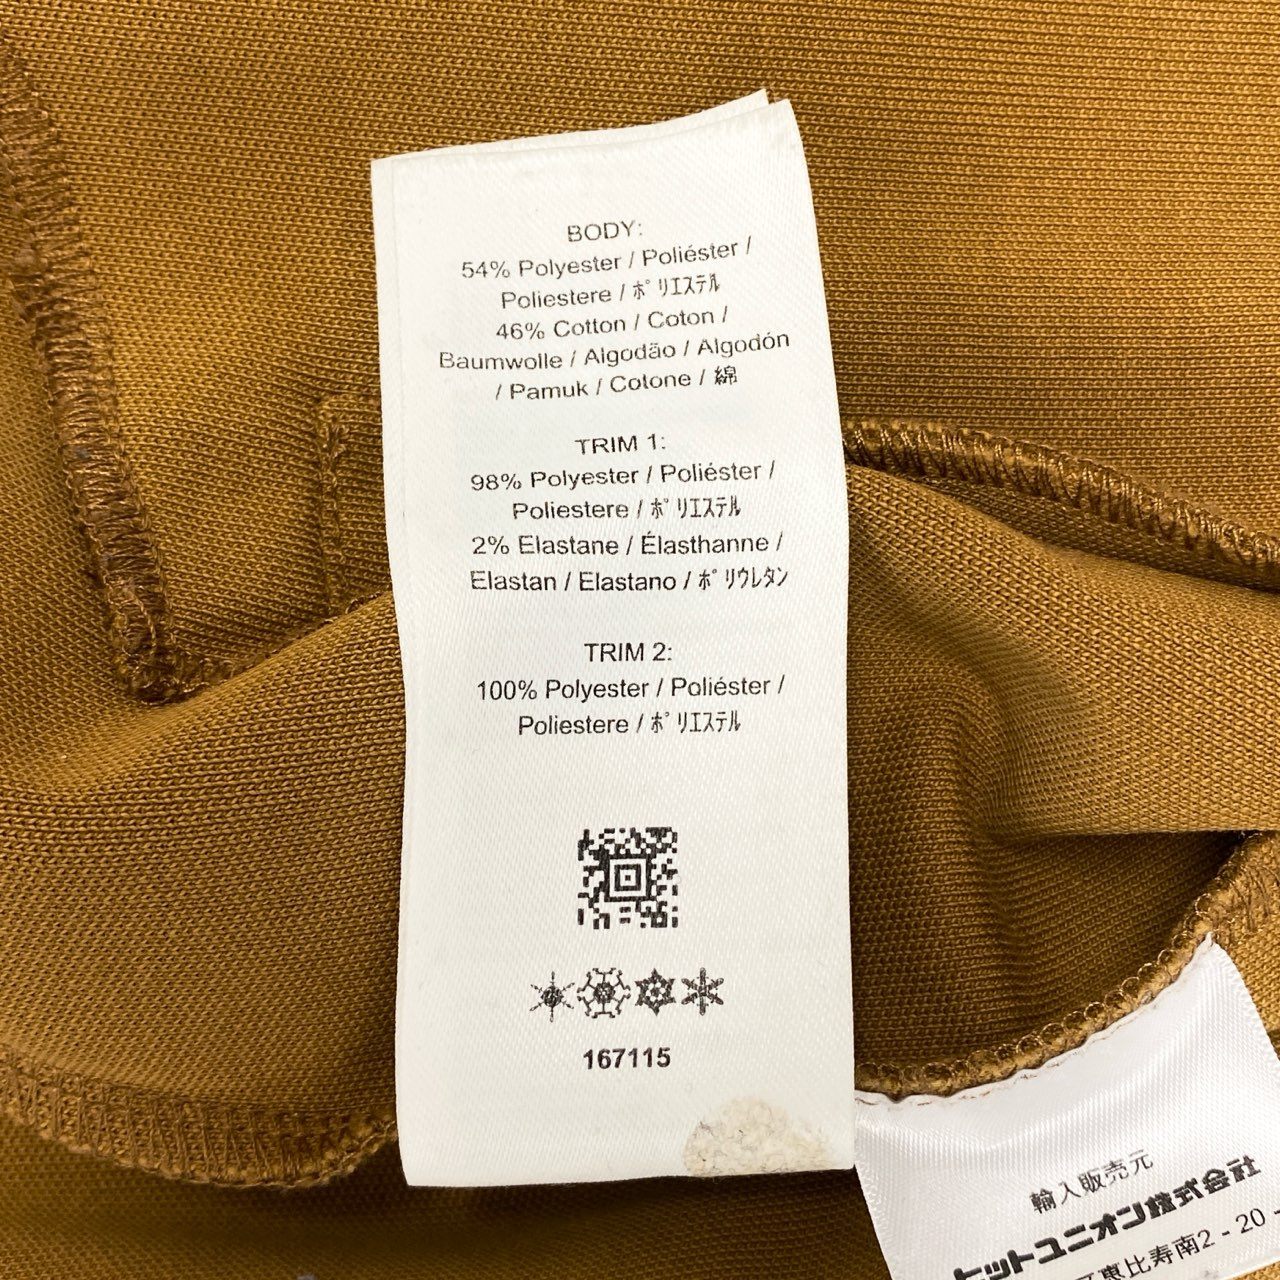 BODY:
54% Polyester / Poliéster /
Poliestere / ﾎﾟﾘｴｽﾃﾙ
46% Cotton / Coton /
Baumwolle / Algodão / Algodón
/ Pamuk / Cotone / 綿
TRIM 1:
98% Polyester / Poliéster /
Poliestere / ﾎﾟﾘｴｽﾃﾙ
2% Elastane / Élasthanne /
Elastan / Elastano / ﾎﾟﾘｳﾚﾀﾝ
TRIM 2:
100% Polyester / Poliéster /
Poliestere / ﾎﾟﾘｴｽﾃﾙ
167115
輸入販売元
ヒットユニオン株式会社
恵比寿南2 - 20 -